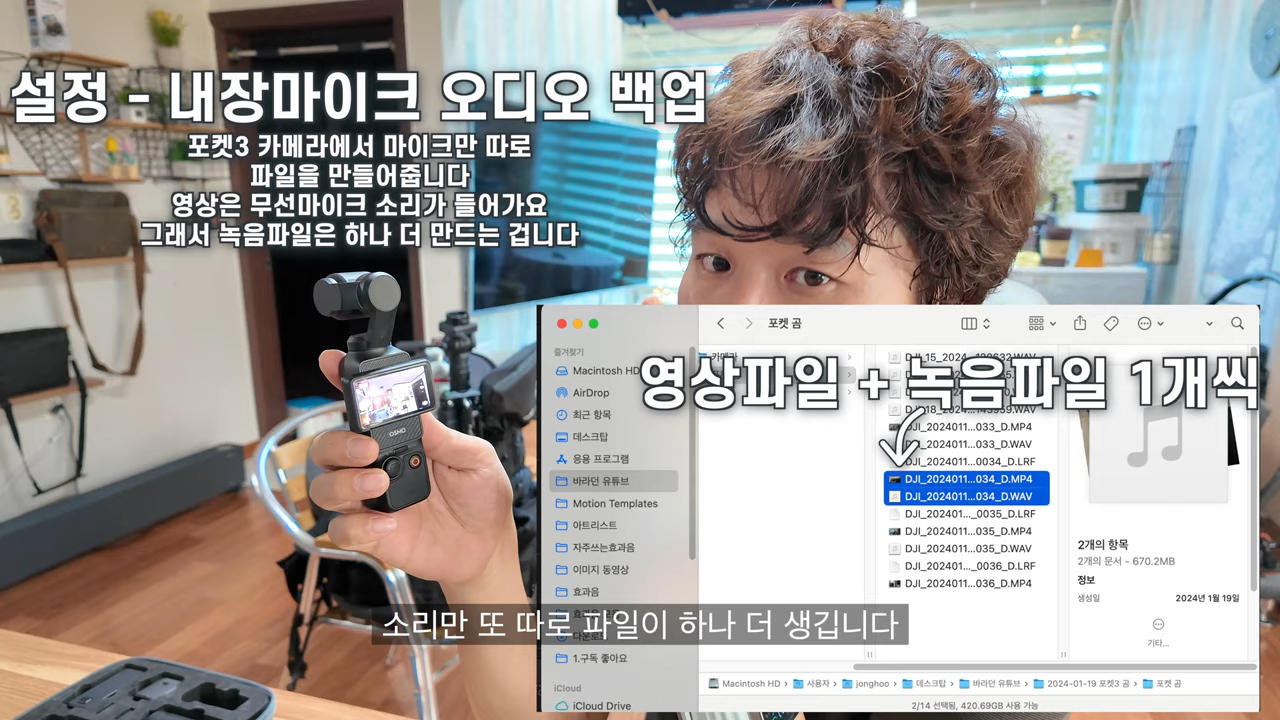 설정 - 내장마이크 오디오 백업
포켓3 카메라에서 마이크만 따로
파일을 만들어줍니다
영상은 무선마이크 소리가 들어가요
그래서 녹음파일은 하나 더 만드는 겁니다
OSMO
포켓 곰
영상파일 + 녹음파일 1개씩
즐겨찾기
Macintosh HD
AirDrop
최근 항목
데스크탑
응용 프로그램
바라던 유튜브
Motion Templates
아트리스트
자주쓰는효과음
이미지 동영상
효과음
1.구독 좋아요
iCloud
iCloud Drive
카메라
DJI_2024011...033_D.MP4
DJI_2024011...033_D.WAV
DJI_2024011...0034_D.LRF
DJI_2024011...034_D.MP4
DJI_2024011...034_D.WAV
DJI_202401..._0035_D.LRF
DJI_2024011...035_D.MP4
DJI_2024011...035_D.WAV
DJI_202401..._0036_D.LRF
DJI_2024011...036_D.MP4
2개의 항목
2개의 문서 - 670.2MB
정보
생성일 2024년 1월 19일
기타...
소리만 또 따로 파일이 하나 더 생깁니다
Macintosh HD › 사용자 › jonghoo › 데스크탑 › 바라던 유튜브 › 2024-01-19 포켓3 곰 › 포켓 곰
2/14 선택됨, 420.69GB 사용 가능